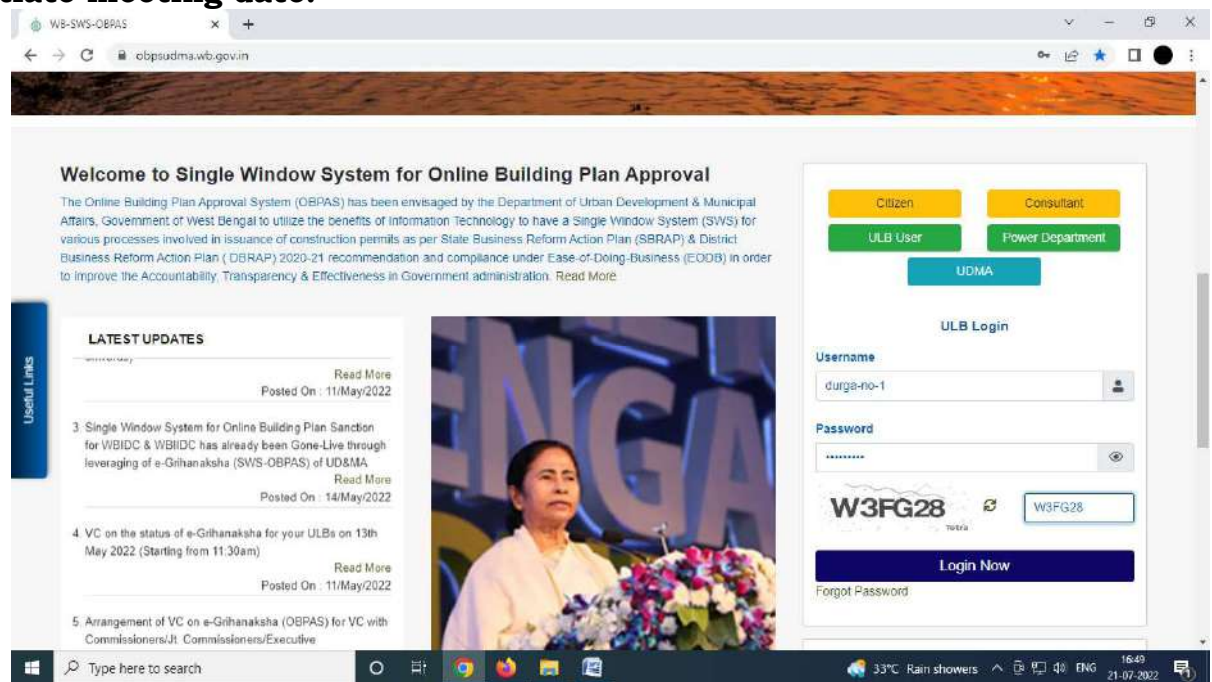 meeting date.
WB-SWS-OBPAS
obpsudma.wb.gov.in
Welcome to Single Window System for Online Building Plan Approval
The Online Building Plan Approval System (OBPAS) has been envisaged by the Department of Urban Development & Municipal
Affairs, Government of West Bengal to utilize the benefits of Information Technology to have a Single Window System (SWS) for
various processes involved in issuance of construction permits as per State Business Reform Action Plan (SBRAP) & District
Business Reform Action Plan ( DBRAP) 2020-21 recommendation and compliance under Ease-of-Doing-Business (EODB) in order
to improve the Accountability, Transparency & Effectiveness in Government administration. Read More
Citizen
Consultant
ULB User
Power Department
UDMA
Useful Links
LATEST UPDATES
Read More
Posted On : 11/May/2022
3. Single Window System for Online Building Plan Sanction
for WBIDC & WBIIDC has already been Gone-Live through
leveraging of e-Grihanaksha (SWS-OBPAS) of UD&MA
Read More
Posted On : 14/May/2022
4. VC on the status of e-Grihanaksha for your ULBs on 13th
May 2022 (Starting from 11:30am)
Read More
Posted On : 11/May/2022
5. Arrangement of VC on e-Grihanaksha (OBPAS) for VC with
Commissioners/Jt. Commissioners/Executive
ENGA
ULB Login
Username
durga-no-1
Password
.........
W3FG28
W3FG28
Login Now
Forgot Password
Type here to search
33°C Rain showers
ENG
16:49
21-07-2022